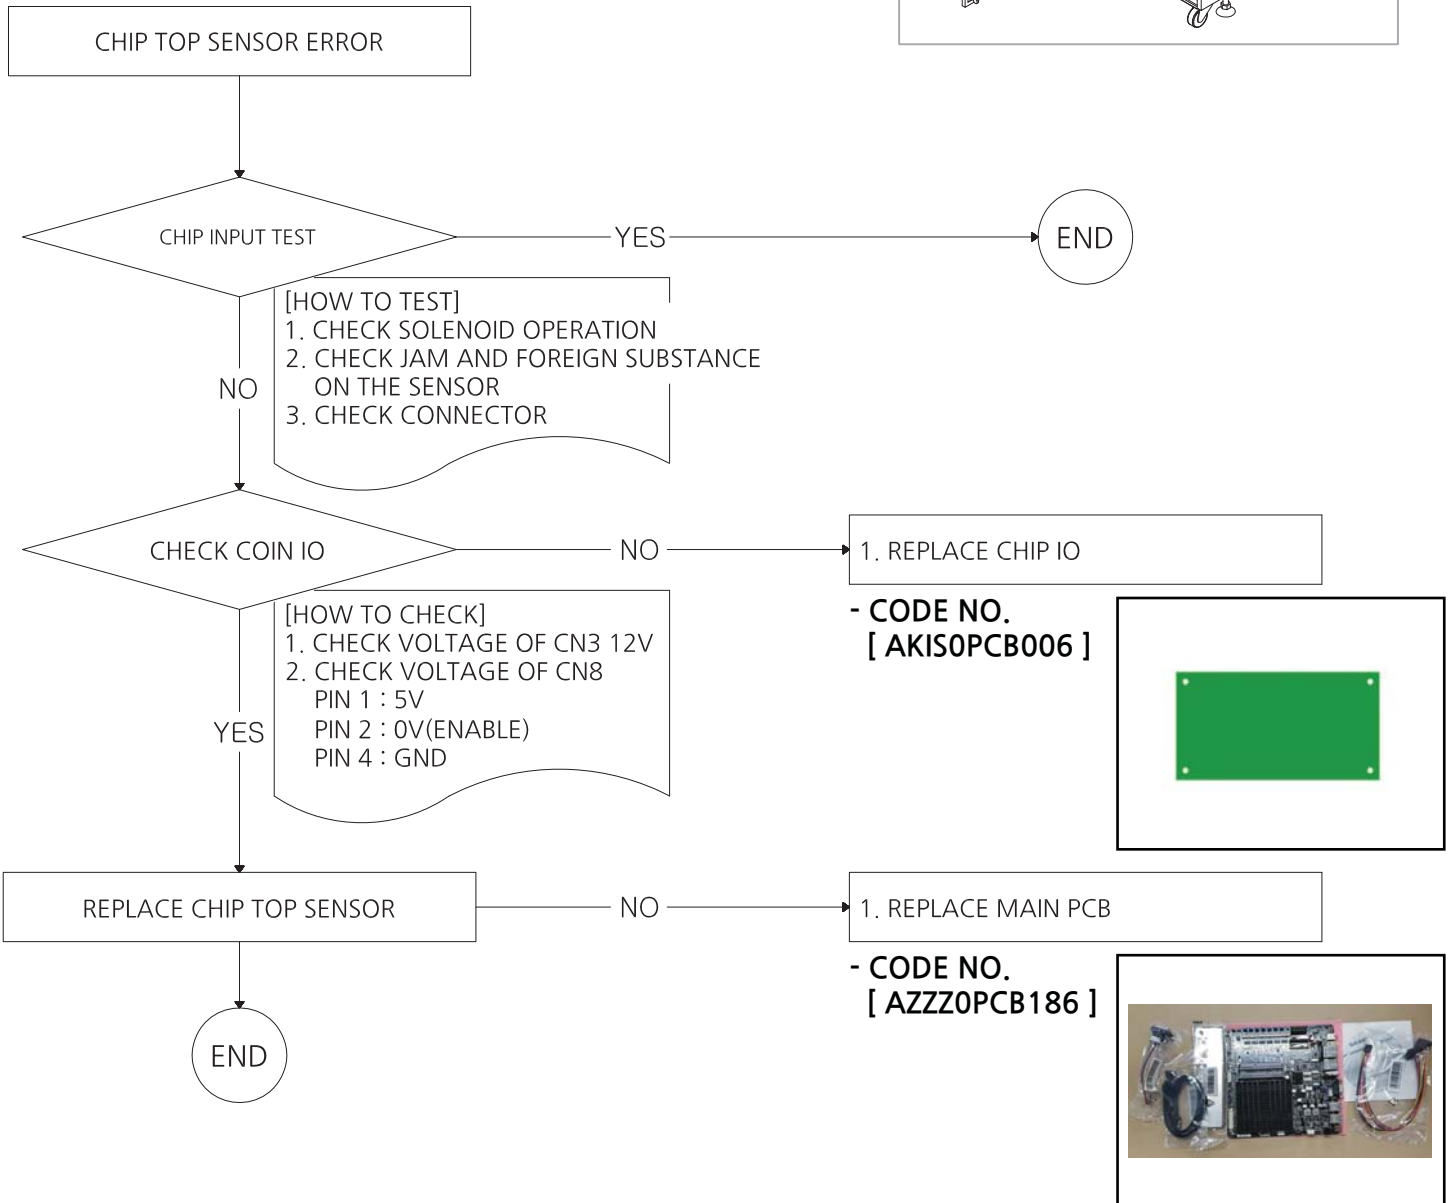 CHIP TOP SENSOR ERROR
CHIP INPUT TEST
YES
END
[HOW TO TEST]
1. CHECK SOLENOID OPERATION
2. CHECK JAM AND FOREIGN SUBSTANCE
ON THE SENSOR
3. CHECK CONNECTOR
NO
CHECK COIN IO
NO
1. REPLACE CHIP IO
- CODE NO.
[ AKIS0PCB006 ]
[HOW TO CHECK]
1. CHECK VOLTAGE OF CN3 12V
2. CHECK VOLTAGE OF CN8
PIN 1 : 5V
PIN 2 : 0V(ENABLE)
PIN 4 : GND
YES
REPLACE CHIP TOP SENSOR
NO
1. REPLACE MAIN PCB
- CODE NO.
[ AZZZ0PCB186 ]
END